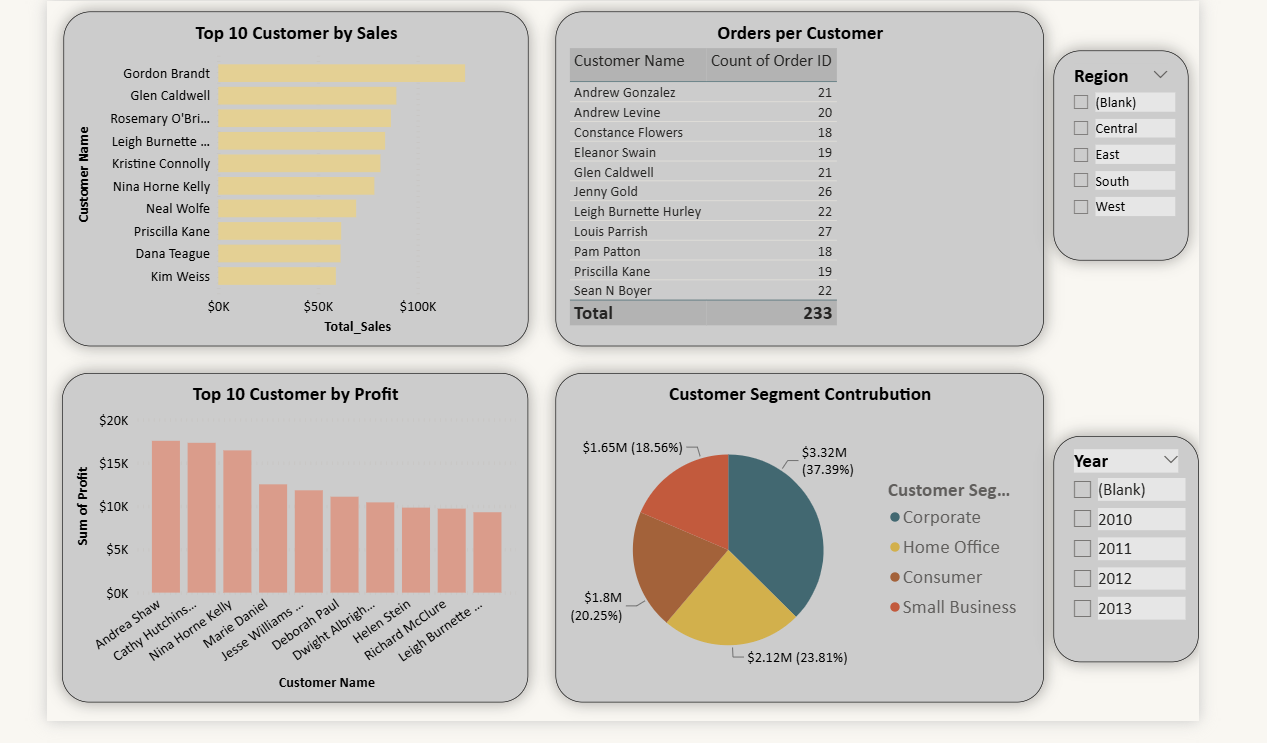 Top 10 Customer by Sales
Customer Name
Gordon Brandt
Glen Caldwell
Rosemary O'Bri...
Leigh Burnette ...
Kristine Connolly
Nina Horne Kelly
Neal Wolfe
Priscilla Kane
Dana Teague
Kim Weiss
$0K $50K $100K
Total_Sales
Orders per Customer
Customer Name Count of Order ID
Andrew Gonzalez 21
Andrew Levine 20
Constance Flowers 18
Eleanor Swain 19
Glen Caldwell 21
Jenny Gold 26
Leigh Burnette Hurley 22
Louis Parrish 27
Pam Patton 18
Priscilla Kane 19
Sean N Boyer 22
Total 233
Region
(Blank)
Central
East
South
West
Top 10 Customer by Profit
Sum of Profit
$20K
$15K
$10K
$5K
$0K
Andrea Shaw
Cathy Hutchins...
Nina Horne Kelly
Marie Daniel
Jesse Williams ...
Deborah Paul
Dwight Albrigh...
Helen Stein
Richard McClure
Leigh Burnette ...
Customer Name
Customer Segment Contrubution
$1.65M (18.56%)
$3.32M
(37.39%)
$1.8M
(20.25%)
$2.12M (23.81%)
Customer Seg...
Corporate
Home Office
Consumer
Small Business
Year
(Blank)
2010
2011
2012
2013